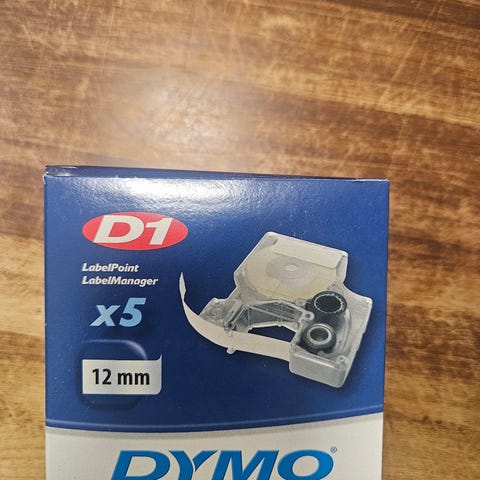 D1
LabelPoint
LabelManager
x5
12 mm
DYMO®